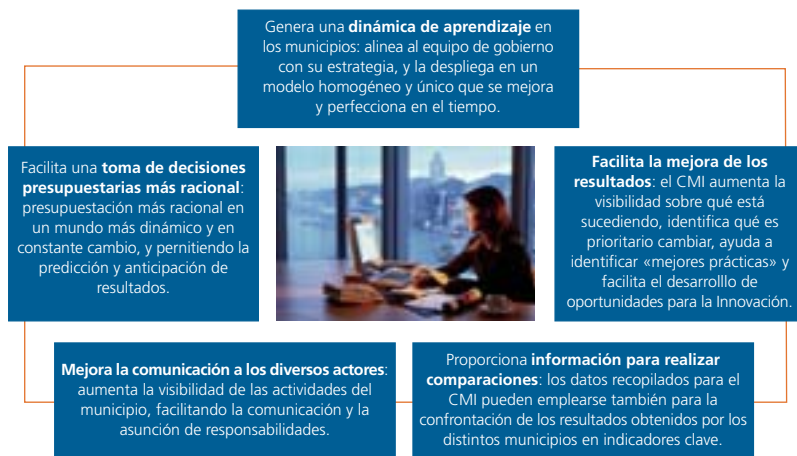 Genera una dinámica de aprendizaje en
los municipios: alinea al equipo de gobierno
con su estrategia, y la despliega en un
modelo homogéneo y único que se mejora
y perfecciona en el tiempo.
Facilita una toma de decisiones
presupuestarias más racional:
presupuestación más racional en
un mundo más dinámico y en
constante cambio, y pernitiendo la
predicción y anticipación de
resultados.
Facilita la mejora de los
resultados: el CMI aumenta la
visibilidad sobre qué está
sucediendo, identifica qué es
prioritario cambiar, ayuda a
identificar «mejores prácticas» y
facilita el desarrolllo de
oportunidades para la Innovación.
Mejora la comunicación a los diversos actores:
aumenta la visibilidad de las actividades del
municipio, facilitando la comunicación y la
asunción de responsabilidades.
Proporciona información para realizar
comparaciones: los datos recopilados para el
CMI pueden emplearse también para la
confrontación de los resultados obtenidos por los
distintos municipios en indicadores clave.